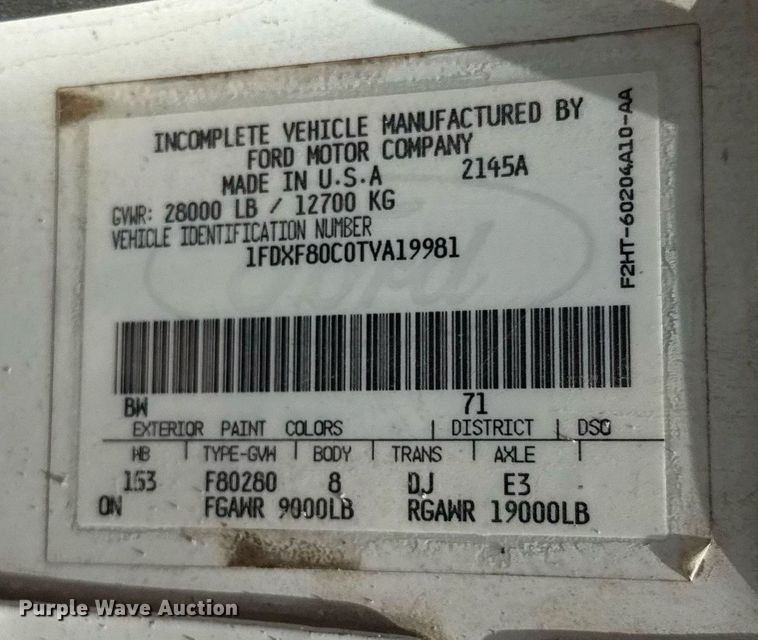 INCOMPLETE VEHICLE MANUFACTURED BY
FORD MOTOR COMPANY
MADE IN U.S.A 2145A
GVWR: 28000 LB / 12700 KG
VEHICLE IDENTIFICATION NUMBER
1FDXF80C0TVA19981
F2HT-60204A10-AA
Ford
BW 71
EXTERIOR PAINT COLORS | DISTRICT | DSO
WB | TYPE-GVW | BODY | TRANS | AXLE |
153 F80280 8 DJ E3
ON FGAWR 9000LB RGAWR 19000LB
Purple Wave Auction